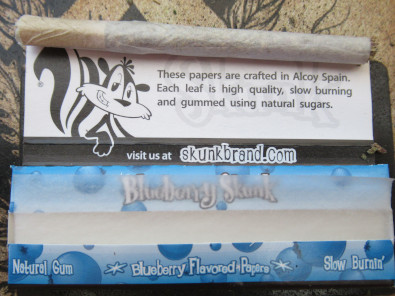 These papers are crafted in Alcoy Spain.
Each leaf is high quality, slow burning
and gummed using natural sugars.
visit us at skunkbrand.com
Blueberry Skunk
Natural Gum Blueberry Flavored Papers Slow Burnin'